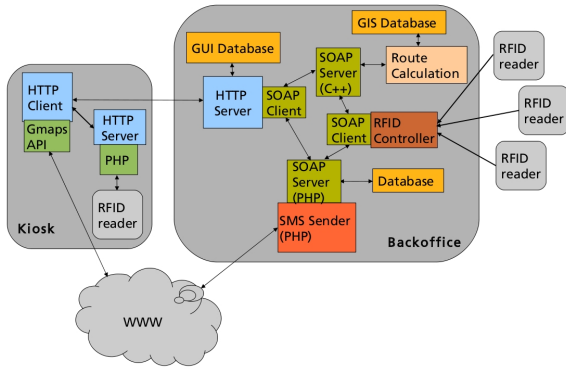 GIS Database
GUI Database
SOAP
Server
(C++)
Route
Calculation
RFID
reader
HTTP
Client
HTTP
Server
SOAP
Client
RFID
reader
Gmaps
API
HTTP
Server
SOAP
Client
RFID
Controller
PHP
RFID
reader
SOAP
Server
(PHP)
Database
RFID
reader
SMS Sender
(PHP)
Kiosk
Backoffice
WWW